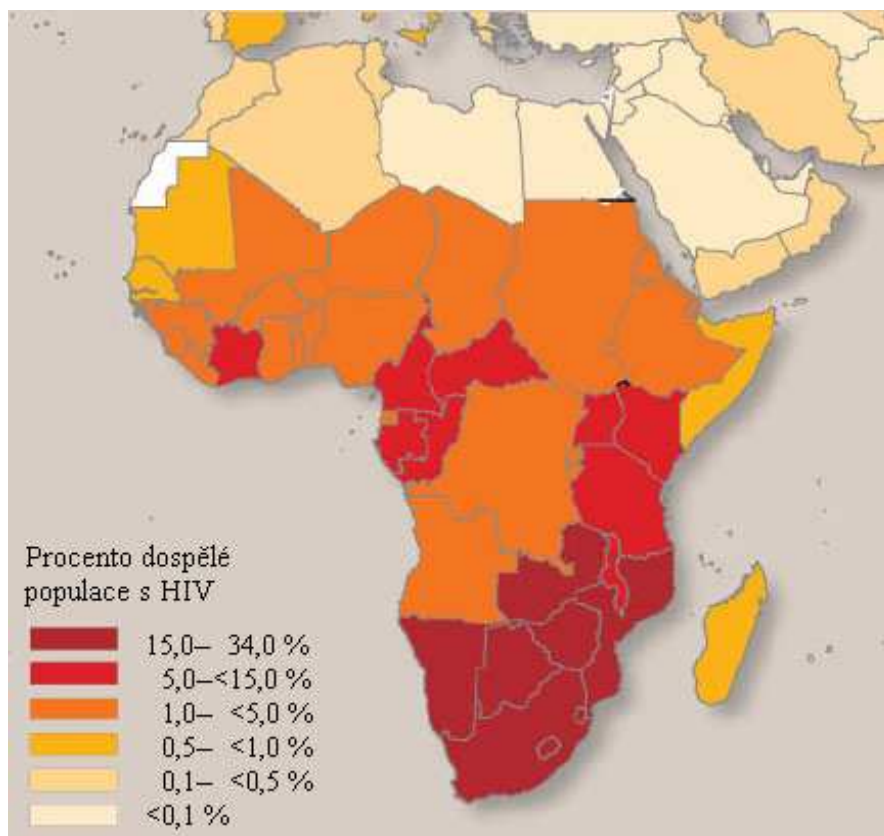 Procento dospělé
populace s HIV
15,0– 34,0 %
5,0–<15,0 %
1,0– <5,0 %
0,5– <1,0 %
0,1– <0,5 %
<0,1 %